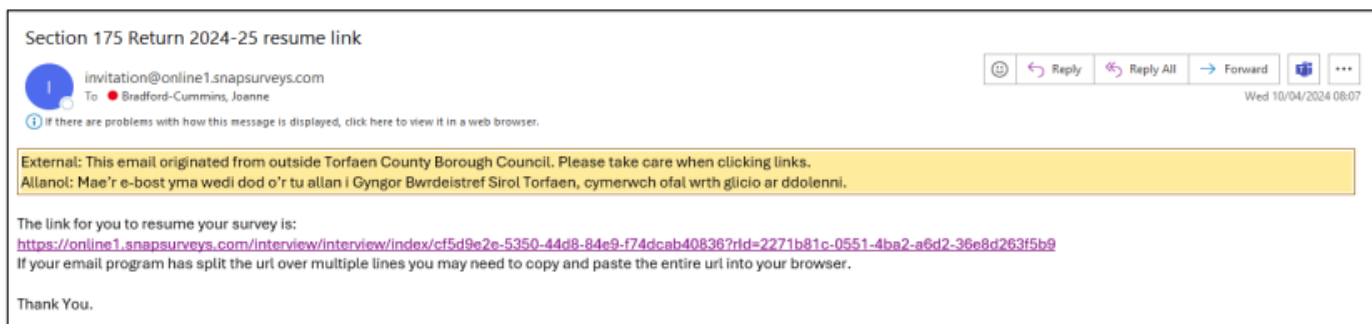 Section 175 Return 2024-25 resume link
I
invitation@online1.snapsurveys.com
To Bradford-Cummins, Joanne
Reply
Reply All
Forward
Wed 10/04/2024 08:07
If there are problems with how this message is displayed, click here to view it in a web browser.
External: This email originated from outside Torfaen County Borough Council. Please take care when clicking links.
Allanol: Mae'r e-bost yma wedi dod o'r tu allan i Gyngor Bwrdeistref Sirol Torfaen, cymerwch ofal wrth glicio ar ddolenni.
The link for you to resume your survey is:
https://online1.snapsurveys.com/interview/interview/index/cf5d9e2e-5350-44d8-84e9-f74dcab40836?rId=2271b81c-0551-4ba2-a6d2-36e8d263f5b9
If your email program has split the url over multiple lines you may need to copy and paste the entire url into your browser.
Thank You.